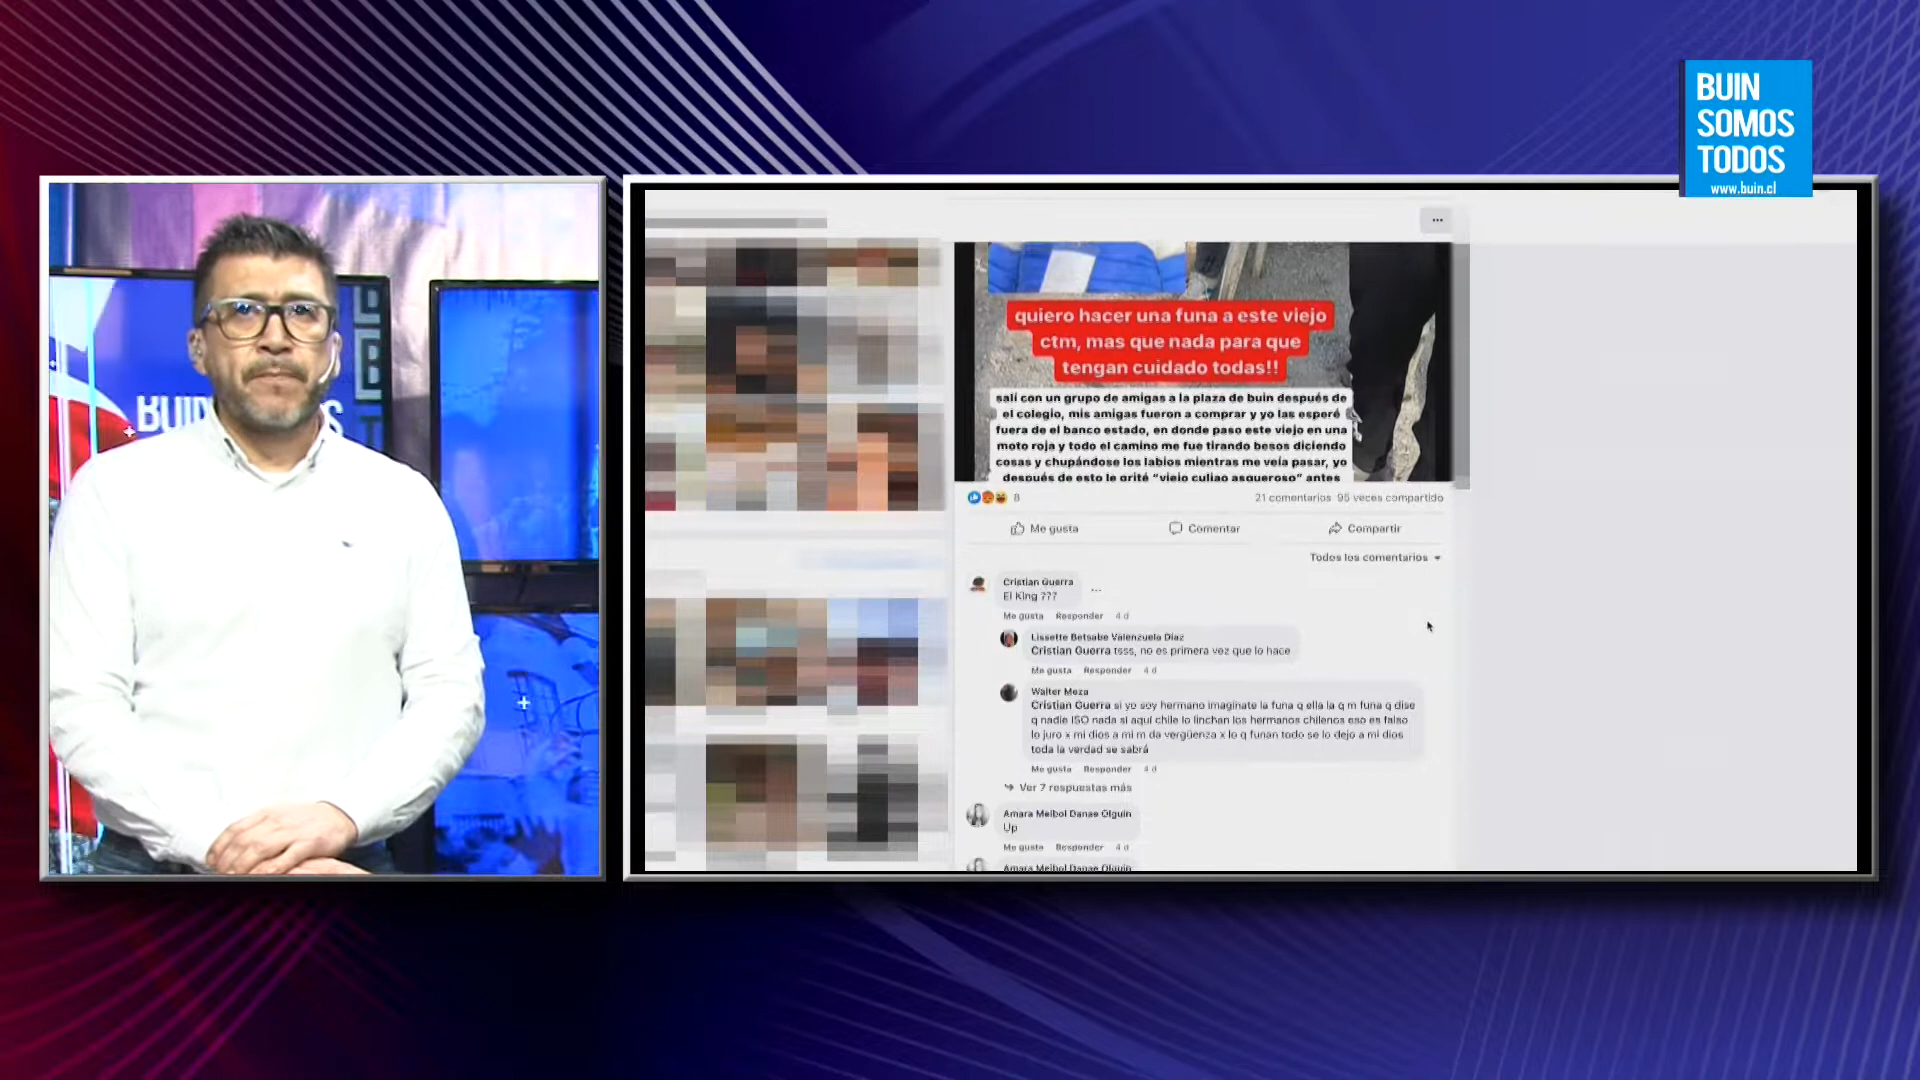 BUIN
SOMOS
TODOS
www.buin.cl
BUIN
quiero hacer una funa a este viejo
ctm, mas que nada para que
tengan cuidado todas!!
salí con un grupo de amigas a la plaza de buin después de
el colegio, mis amigas fueron a comprar y yo las esperé
fuera de el banco estado, en donde paso este viejo en una
moto roja y todo el camino me fue tirando besos diciendo
cosas y chupándose los labios mientras me veía pasar, yo
después de esto le grité “viejo culiao asqueroso” antes
8
21 comentarios 95 veces compartido
Me gusta Comentar Compartir
Todos los comentarios
Cristian Guerra
El King ???
Me gusta Responder 4 d
Lissette Betsabe Valenzuela Diaz
Cristian Guerra tsss, no es primera vez que lo hace
Me gusta Responder 4 d
Walter Meza
Cristian Guerra si yo soy hermano imaginate la funa q ella la q m funa q dise
q nadie ISO nada si aquí chile lo linchan los hermanos chilenos eso es falso
lo juro x mi dios a mi m da vergüenza x lo q funan todo se lo dejo a mi dios
toda la verdad se sabrá
Me gusta Responder 4 d
Ver 7 respuestas más
Amara Meibol Danae Olguin
Up
Me gusta Responder 4 d
Amara Meibol Danae Olguin